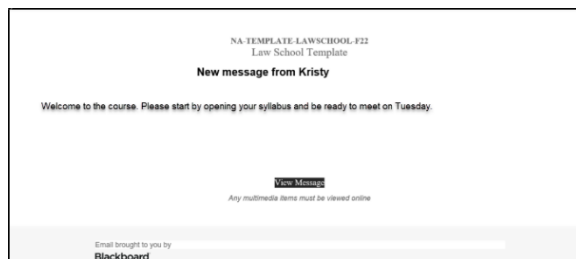 NA-TEMPLATE-LAWSCHOOL-F22
Law School Template
New message from Kristy
Welcome to the course. Please start by opening your syllabus and be ready to meet on Tuesday.
View Message
Any multimedia items must be viewed online
Email brought to you by
Blackboard